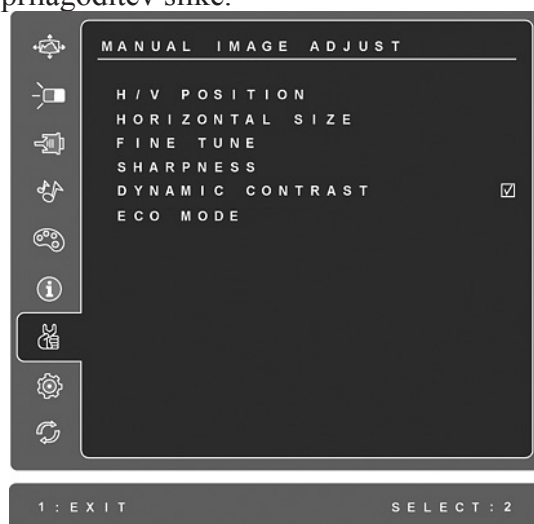 prilagoditev slike.
MANUAL IMAGE ADJUST
H/V POSITION
HORIZONTAL SIZE
FINE TUNE
SHARPNESS
DYNAMIC CONTRAST ☑
ECO MODE
1:EXIT SELECT:2